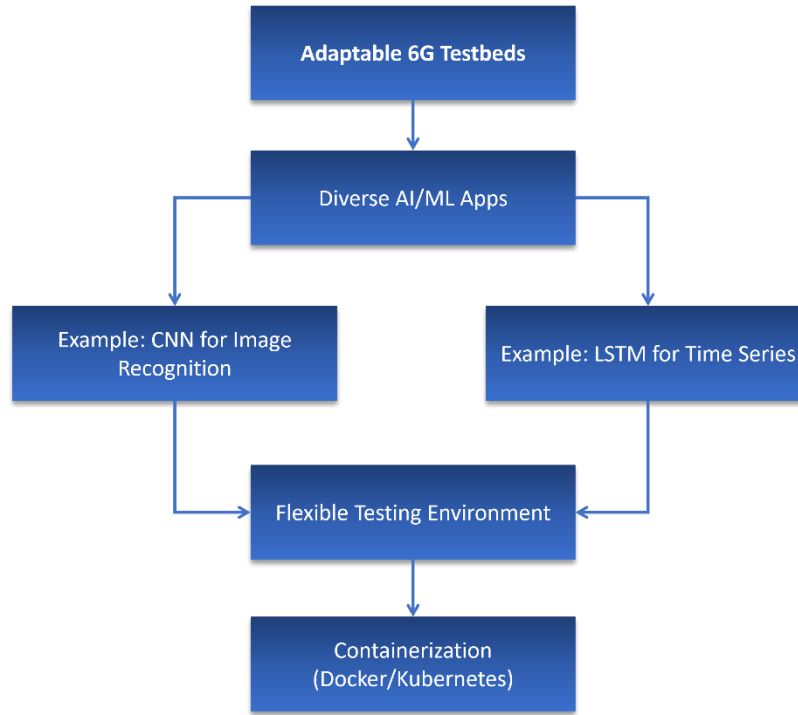 Adaptable 6G Testbeds
Diverse AI/ML Apps
Example: CNN for Image
Recognition
Example: LSTM for Time Series
Flexible Testing Environment
Containerization
(Docker/Kubernetes)